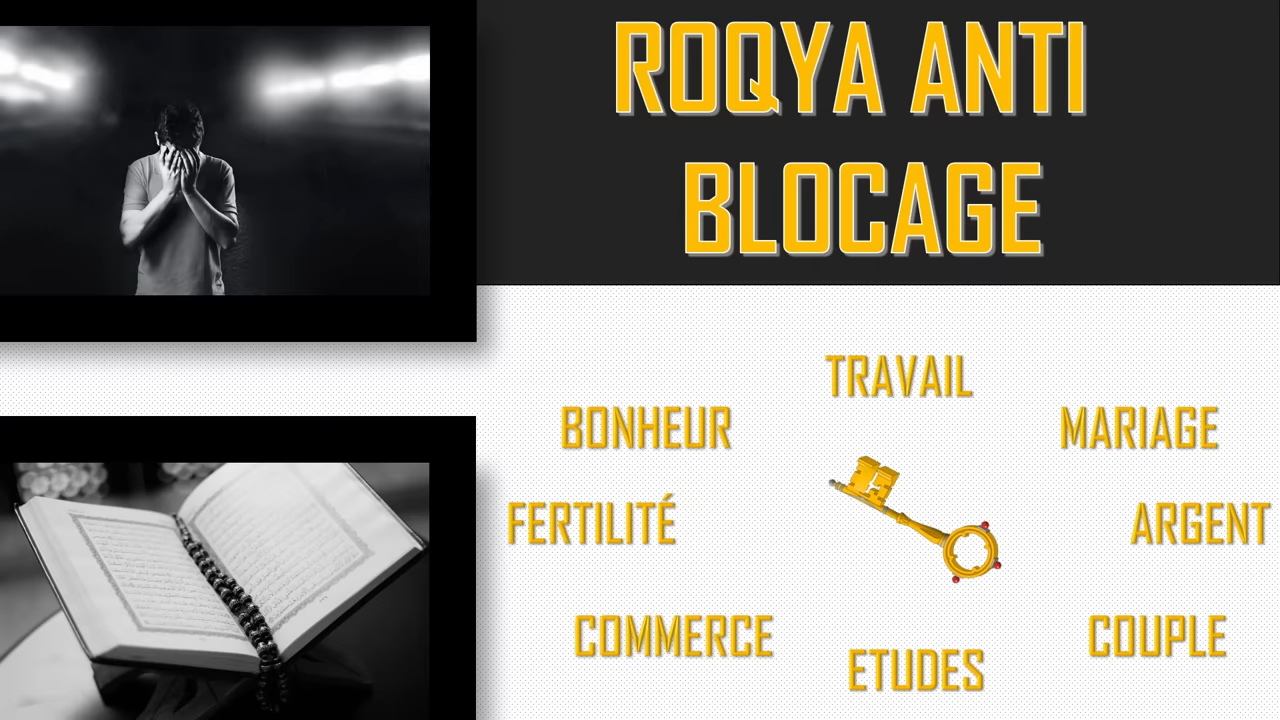 ROQYA ANTI
BLOCAGE
TRAVAIL
BONHEUR
MARIAGE
FERTILITÉ
ARGENT
COMMERCE
COUPLE
ETUDES